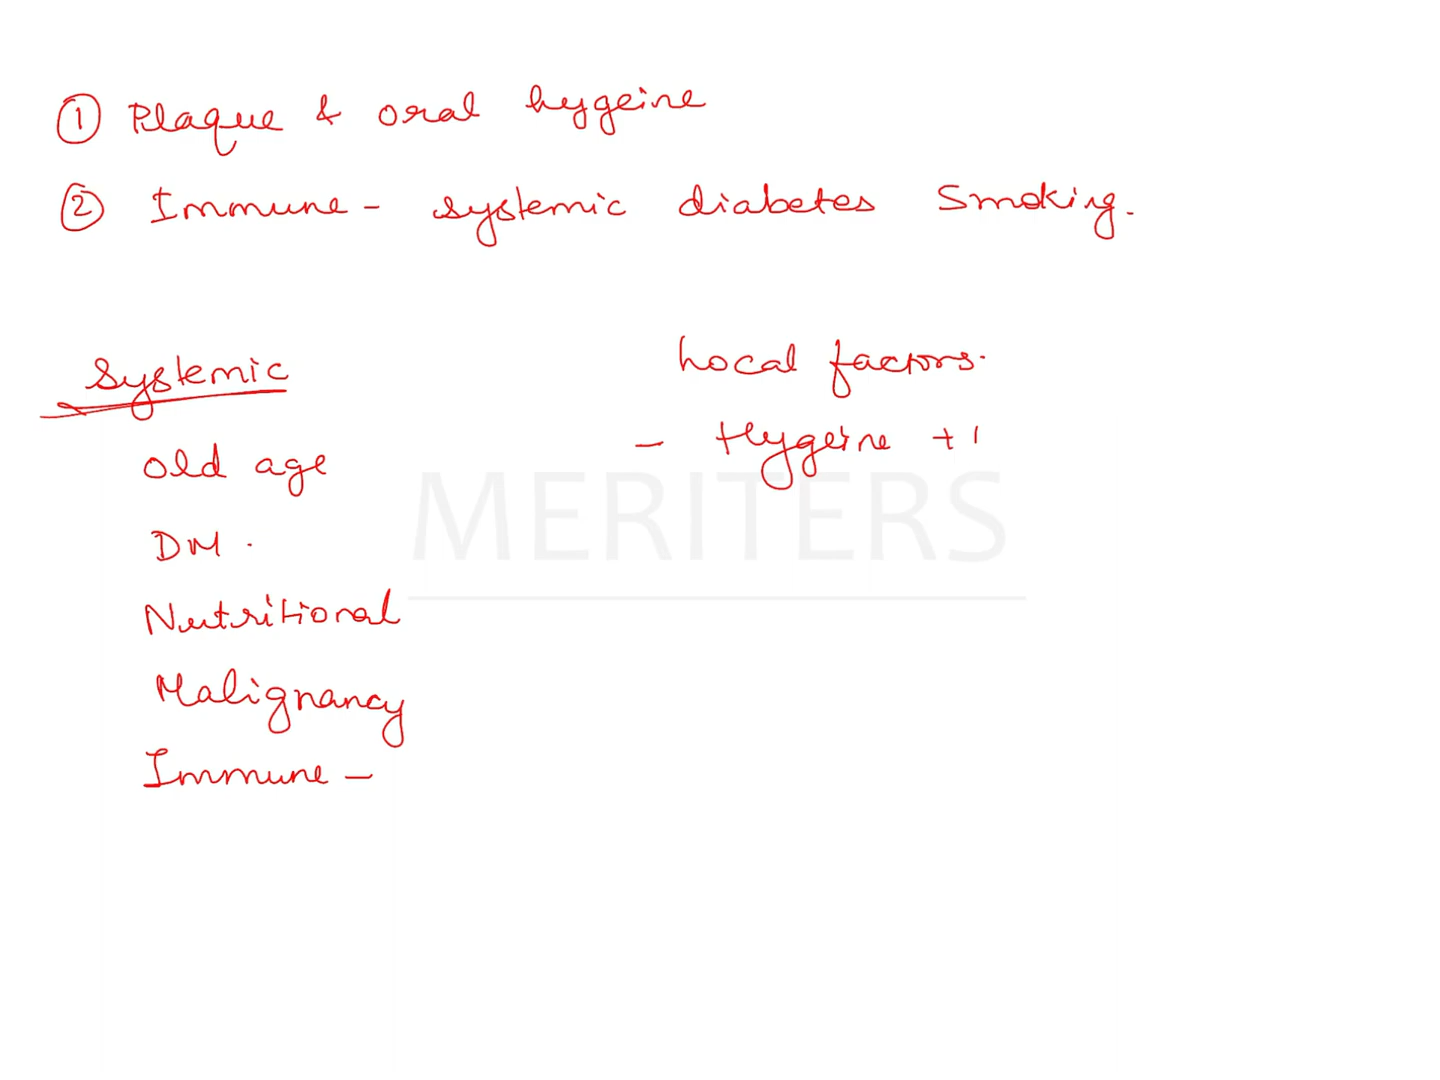 ① Plaque & oral hygeine
② Immune - systemic diabetes Smoking.
Systemic
old age
DM .
Nutritional
Malignancy
Immune -
Local factors.
- Hygeine +1
MERITERS